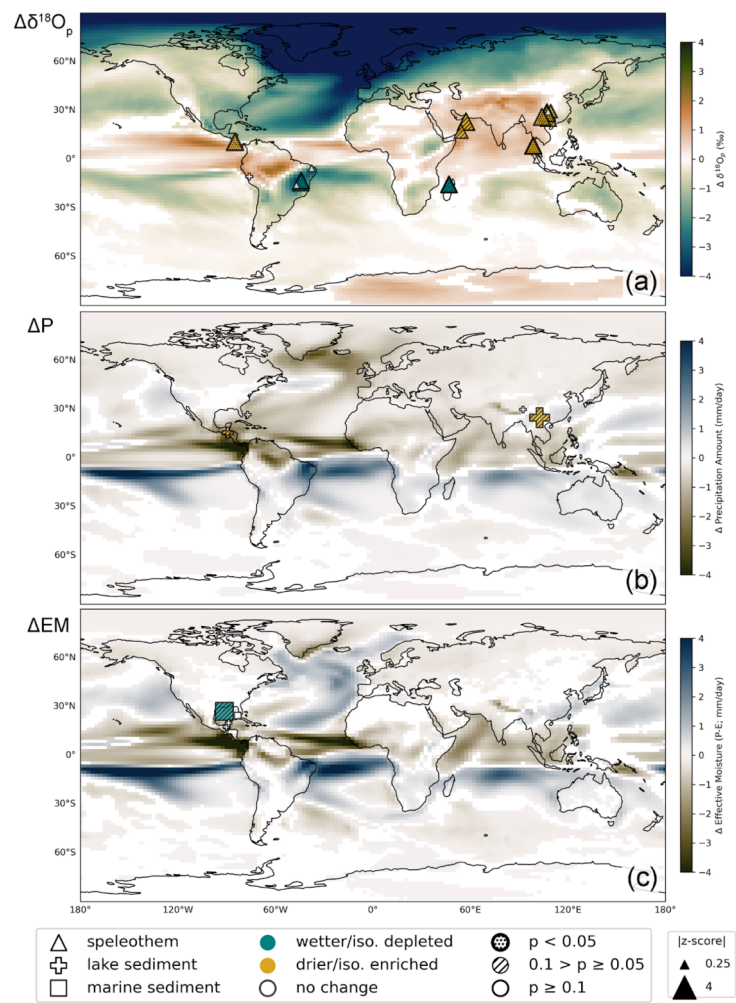 Δδ¹⁸Oₚ
60°N
30°N
0°
30°S
60°S
(a)
4
3
2
1
0
−1
−2
−3
−4
Δ δ¹⁸Oₚ (‰)
ΔP
60°N
30°N
0°
30°S
60°S
(b)
4
3
2
1
0
−1
−2
−3
−4
Δ Precipitation Amount (mm/day)
ΔEM
60°N
30°N
0°
30°S
60°S
(c)
4
3
2
1
0
−1
−2
−3
−4
Δ Effective Moisture (P-E; mm/day)
180° 120°W 60°W 0° 60°E 120°E 180°
speleothem wetter/iso. depleted p < 0.05 |z-score|
lake sediment drier/iso. enriched 0.1 > p ≥ 0.05 0.25
marine sediment no change p ≥ 0.1 4